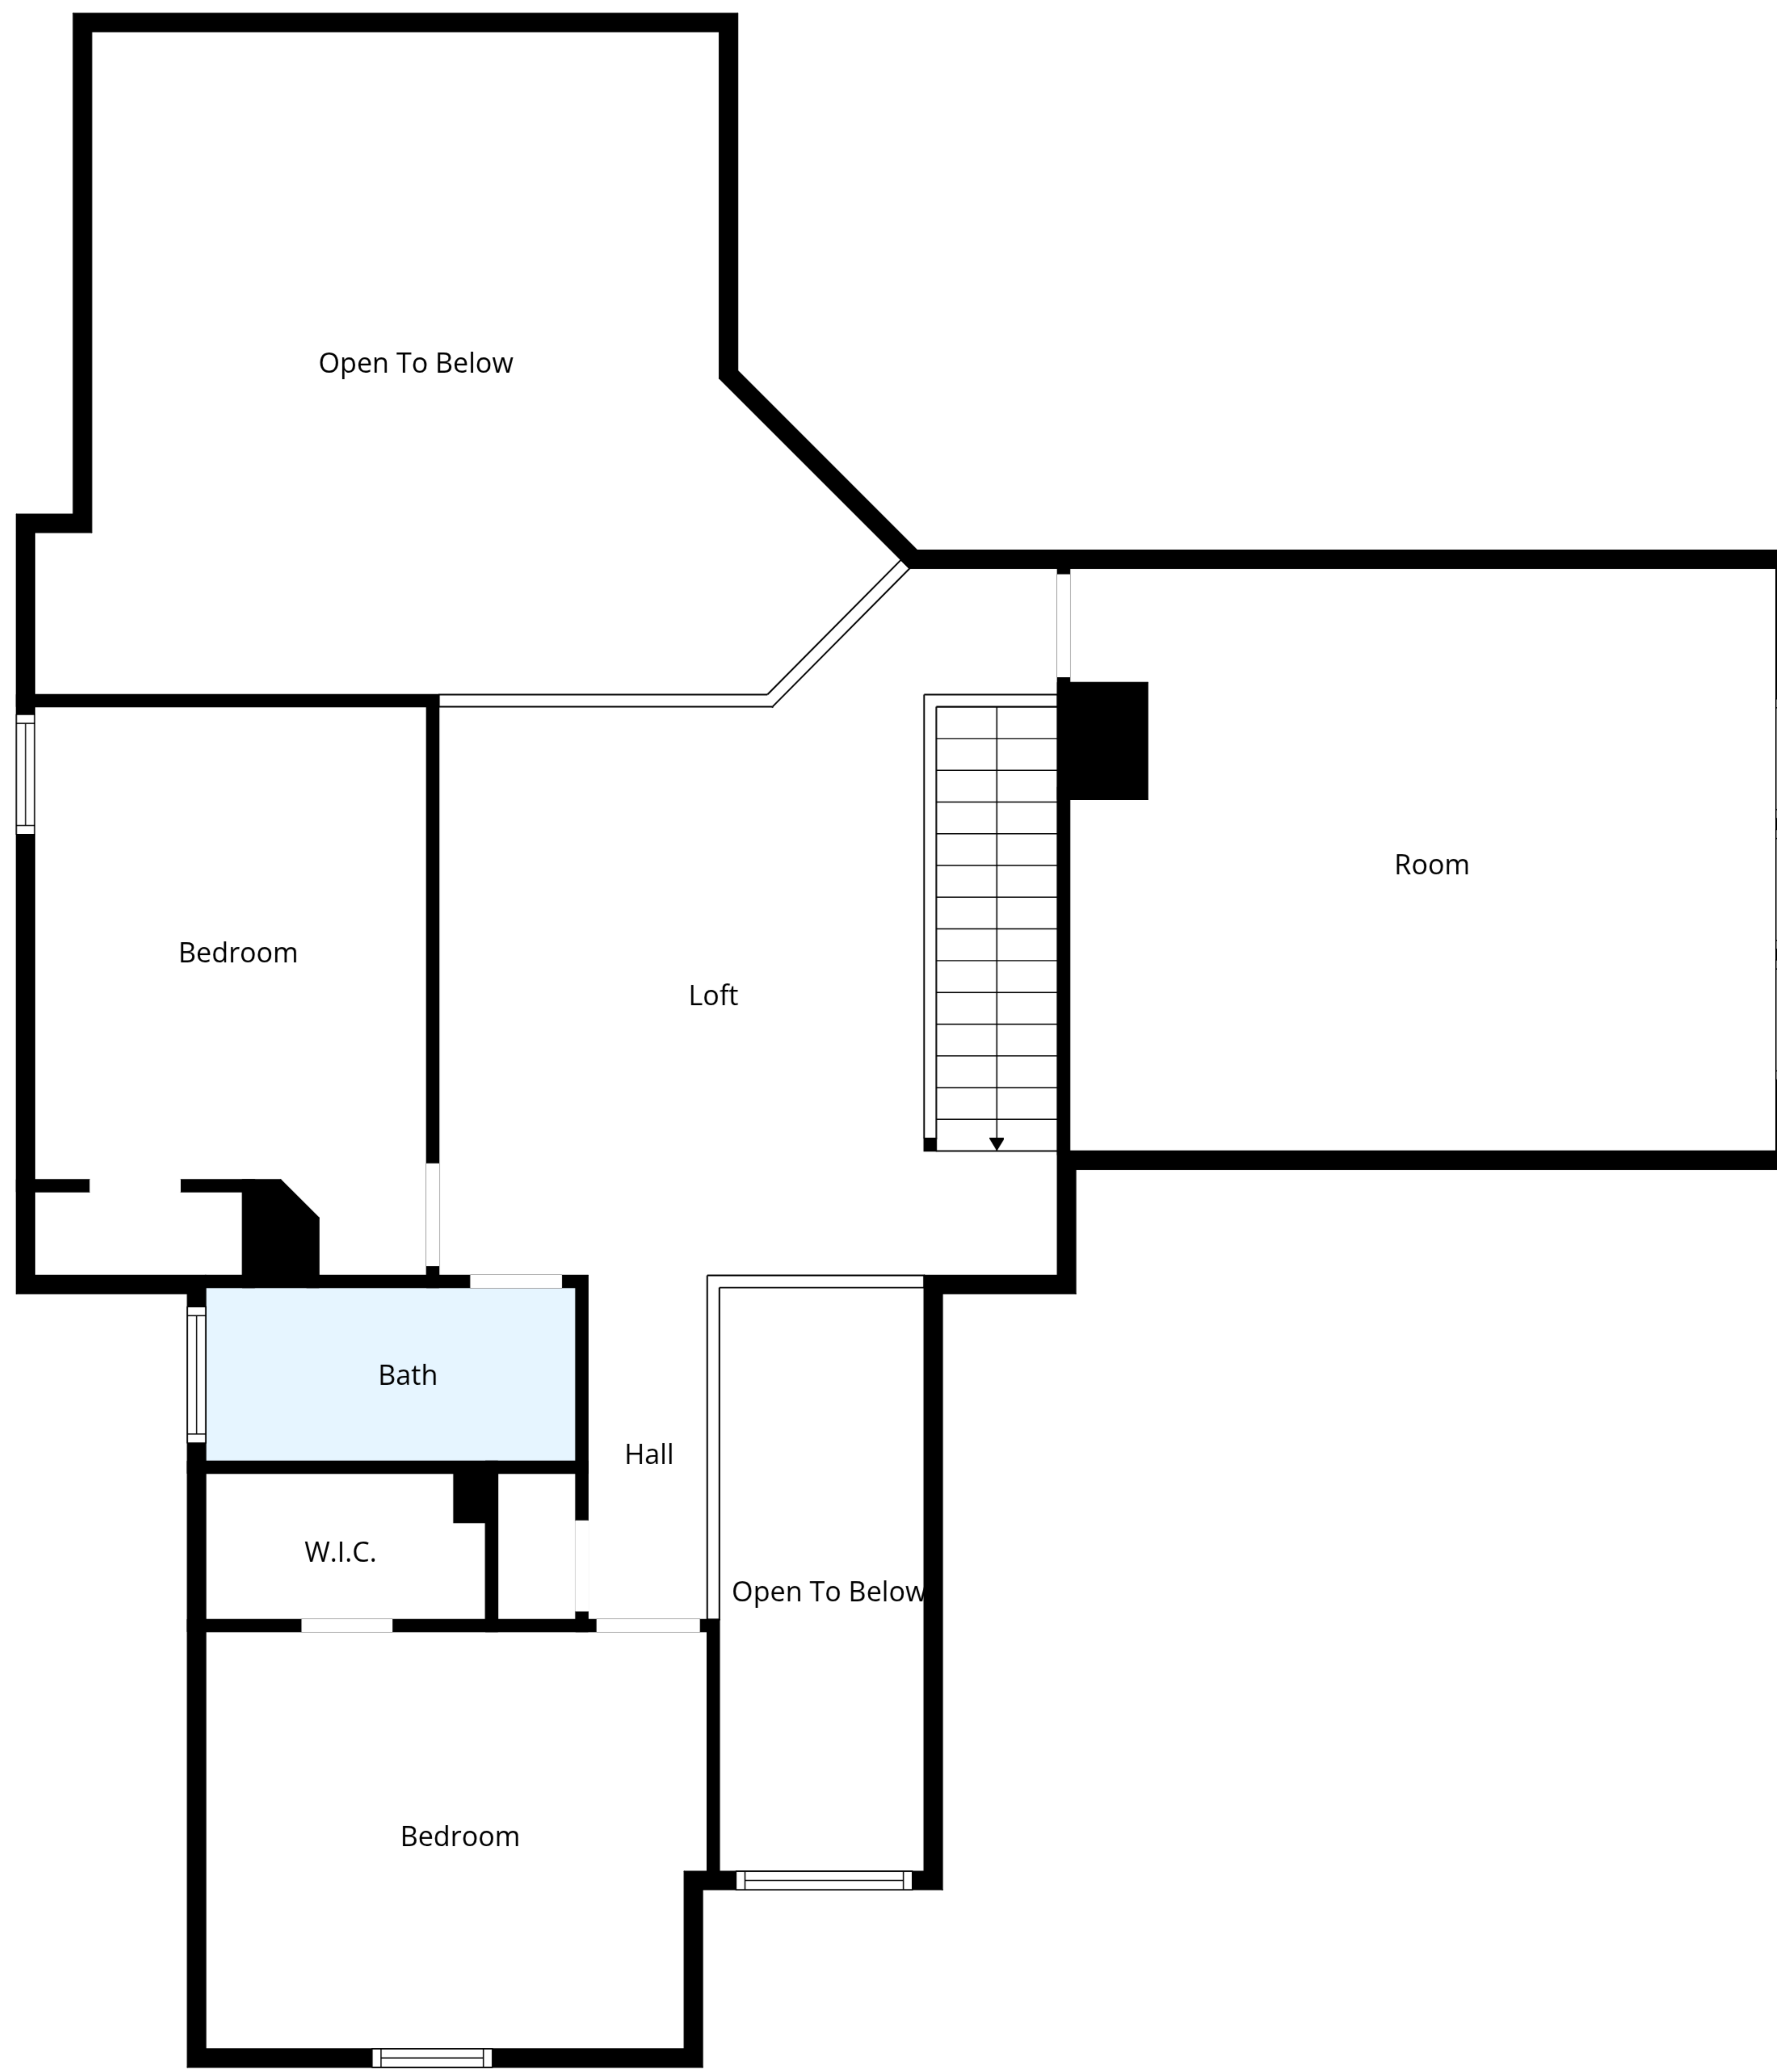 Open To Below
Room
Bedroom
Loft
Bath
Hall
W.I.C.
Open To Below
Bedroom